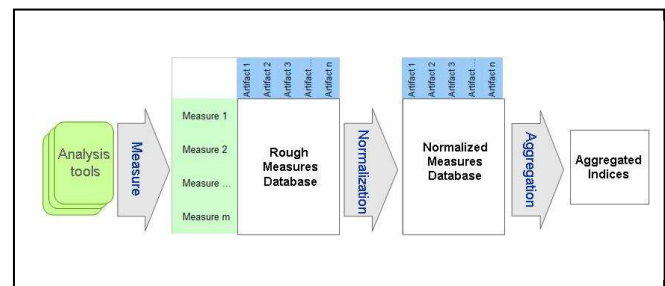 Analysis
tools
Measure
Artifact 1
Artifact 2
Artifact 3
Artifact ...
Artifact n
Measure 1
Measure 2
Measure ...
Measure m
Rough
Measures
Database
Normalization
Artifact 1
Artifact 2
Artifact 3
Artifact ...
Artifact n
Normalized
Measures
Database
Aggregation
Aggregated
Indices